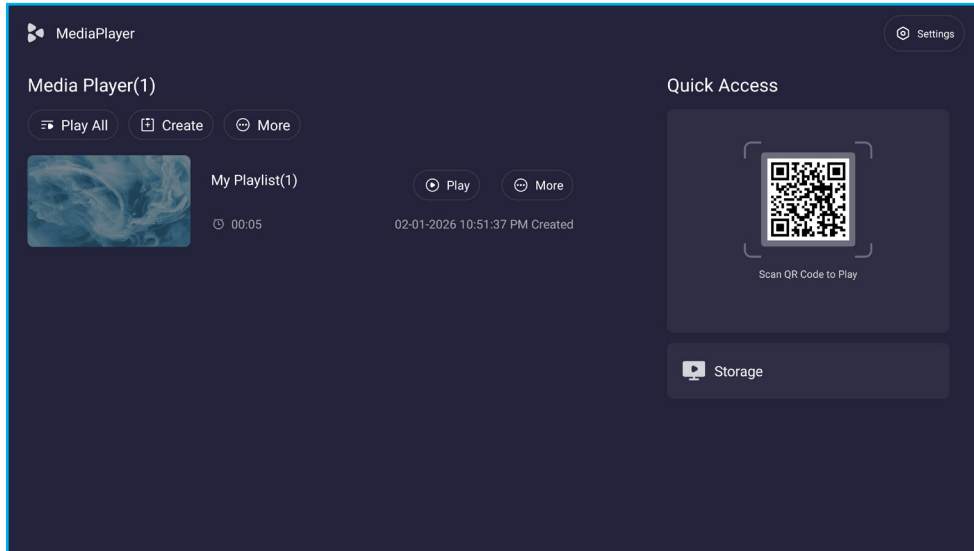 MediaPlayer
Settings
Media Player(1)
Play All
Create
More
My Playlist(1)
Play
More
00:05
02-01-2026 10:51:37 PM Created
Quick Access
Scan QR Code to Play
Storage